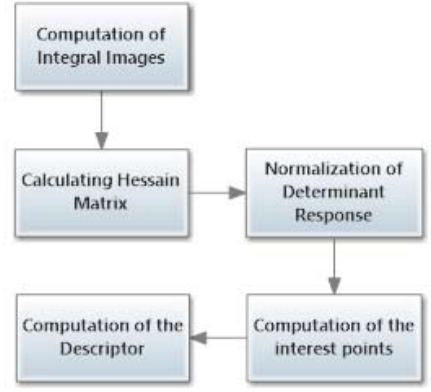 Computation of
Integral Images
Calculating Hessain
Matrix
Normalization of
Determinant
Response
Computation of the
interest points
Computation of the
Descriptor